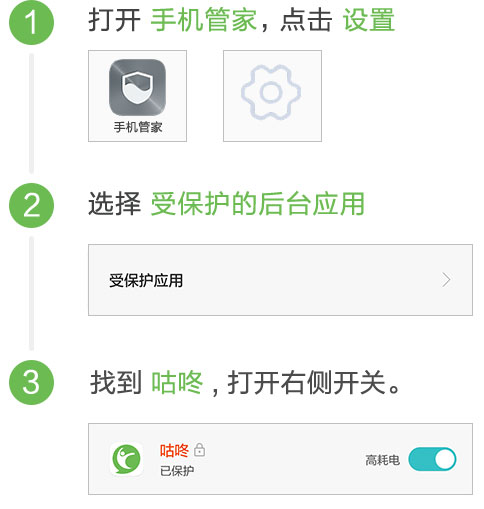 1 打开 手机管家，点击 设置
手机管家
2 选择 受保护的后台应用
受保护应用
3 找到 咕咚，打开右侧开关。
咕咚
已保护
高耗电